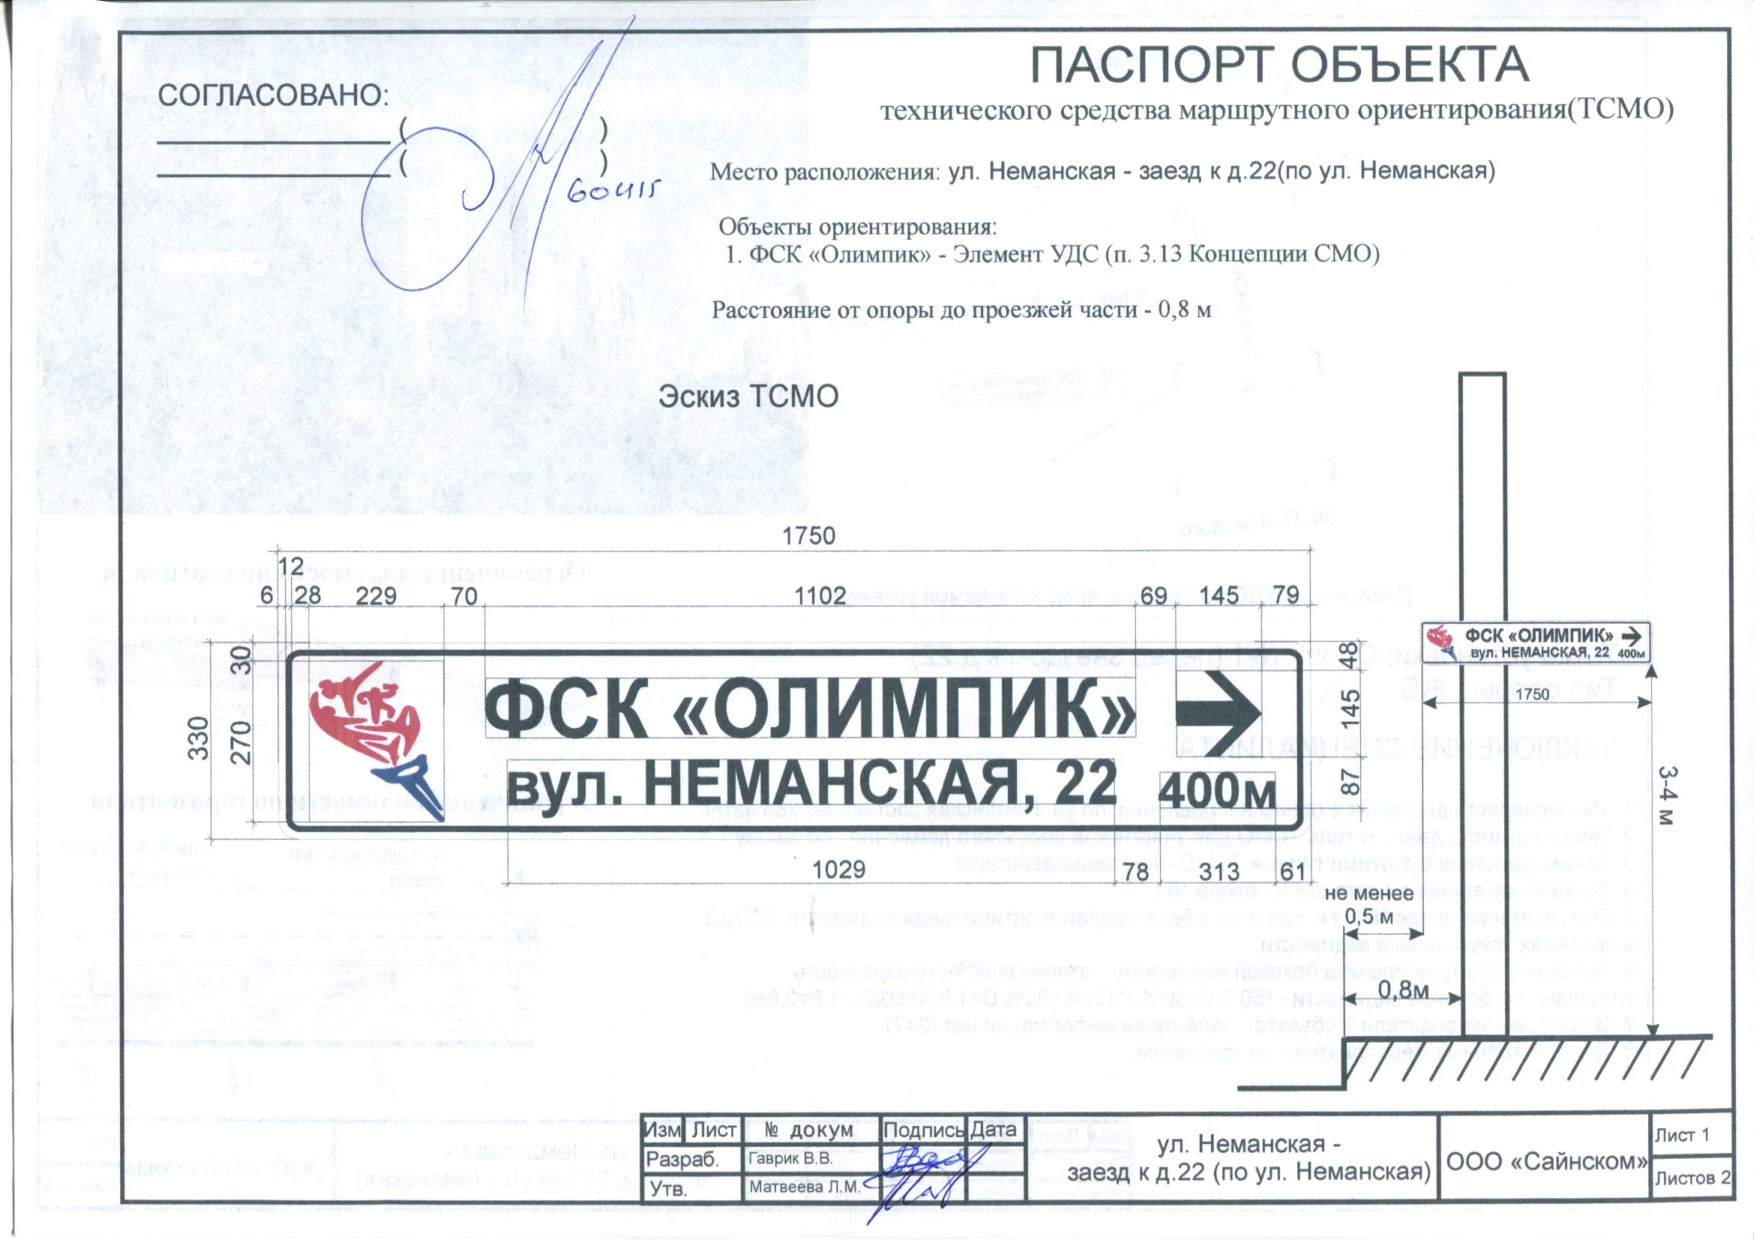 ПАСПОРТ ОБЪЕКТА
технического средства маршрутного ориентирования(ТСМО)
СОГЛАСОВАНО:
( )
( )
Место расположения: ул. Неманская - заезд к д.22(по ул. Неманская)
Объекты ориентирования:
1. ФСК «Олимпик» - Элемент УДС (п. 3.13 Концепции СМО)
Расстояние от опоры до проезжей части - 0,8 м
Эскиз ТСМО
1750
12
6 28 229 70 1102 69 145 79
30
330
270
ФСК «ОЛИМПИК»
вул. НЕМАНСКАЯ, 22 400м
48
145
87
1029 78 313 61
ФСК «ОЛИМПИК»
вул. НЕМАНСКАЯ, 22 400м
1750
3-4 м
не менее
0,5 м
0,8м
Изм Лист № докум Подпись Дата
Разраб. Гаврик В.В.
Утв. Матвеева Л.М.
ул. Неманская -
заезд к д.22 (по ул. Неманская)
ООО «Сайнском»
Лист 1
Листов 2